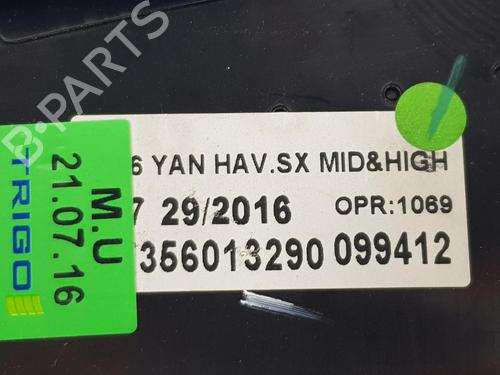 6 YAN HAV.SX MID&HIGH
7 29/2016 OPR:1069
356013290 099412
M.U
21.07.16
TRIGO
B-PARTS